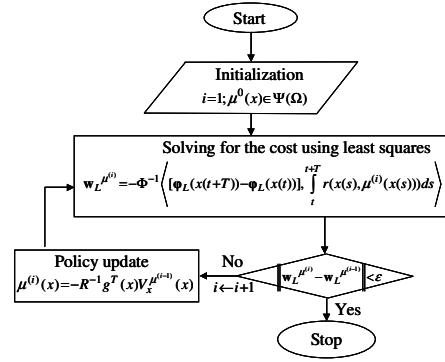 Start
Initialization
i=1; μ⁰(x)∈Ψ(Ω)
Solving for the cost using least squares
w_L^{μ^{(i)}}=-Φ⁻¹⟨[φ_L(x(t+T))-φ_L(x(t))], ∫_t^{t+T} r(x(s),μ^{(i)}(x(s)))ds⟩
Policy update
μ^{(i)}(x)=-R⁻¹g^T(x)V_x^{μ^{(i-1)}}(x)
No
i←i+1
‖w_L^{μ^{(i)}}-w_L^{μ^{(i-1)}}‖<ε
Yes
Stop